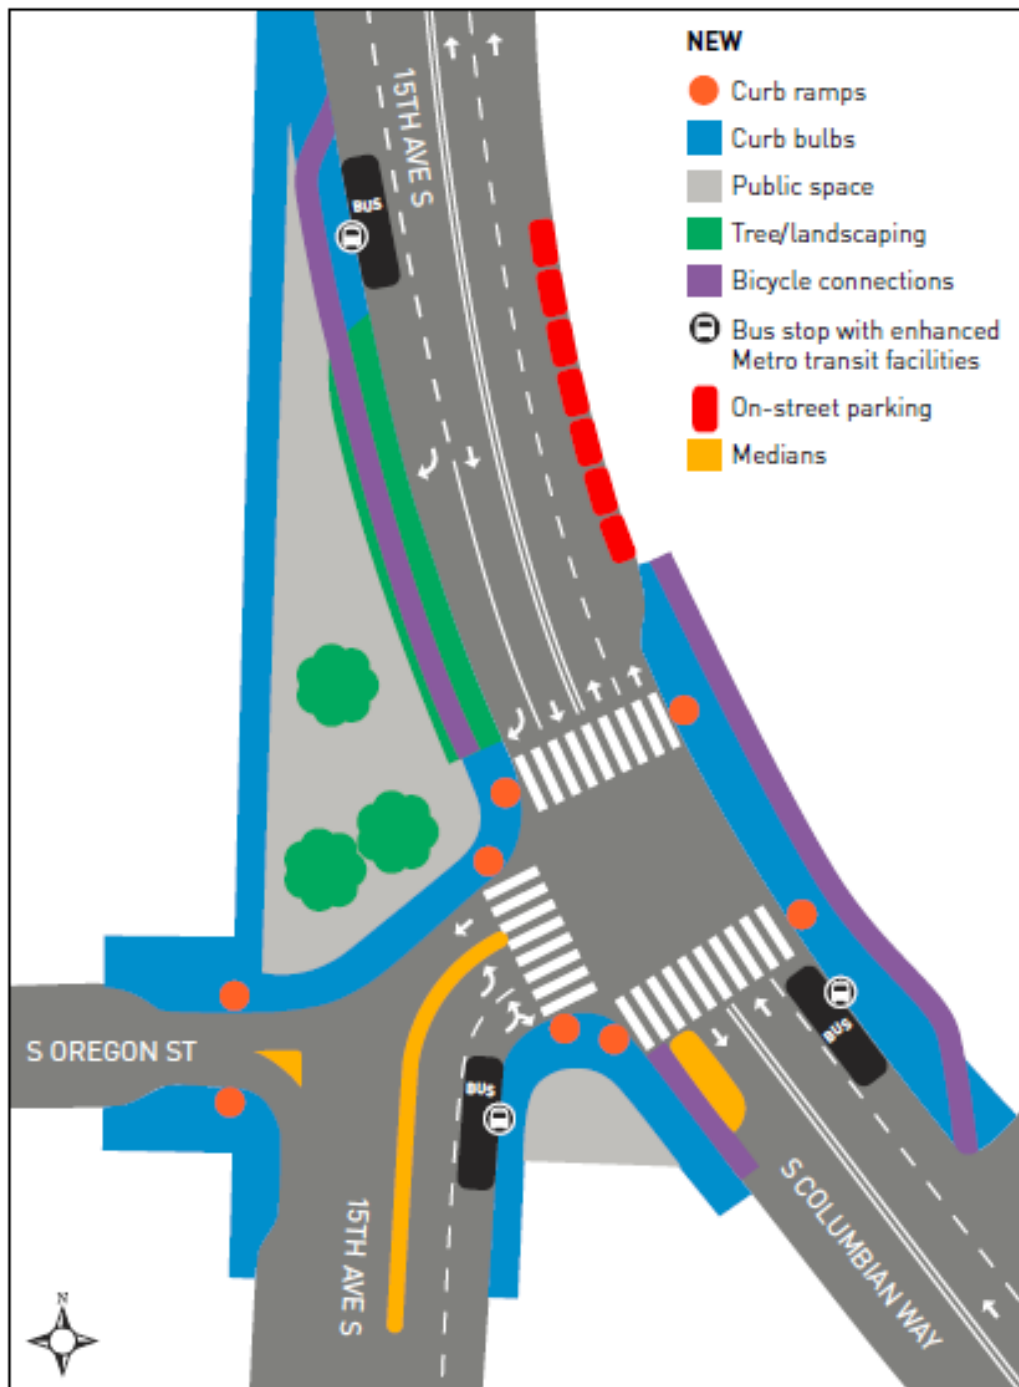 NEW
Curb ramps
Curb bulbs
Public space
Tree/landscaping
Bicycle connections
Bus stop with enhanced
Metro transit facilities
On-street parking
Medians
15TH AVE S
BUS
BUS
BUS
S OREGON ST
15TH AVE S
S COLUMBIAN WAY
N